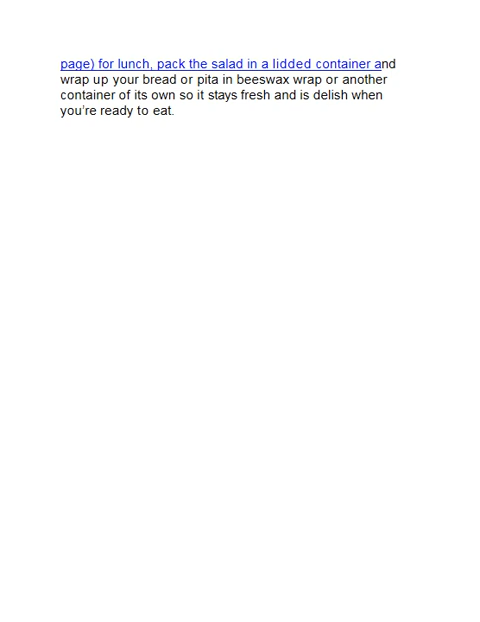 page) for lunch, pack the salad in a lidded container and
wrap up your bread or pita in beeswax wrap or another
container of its own so it stays fresh and is delish when
you’re ready to eat.